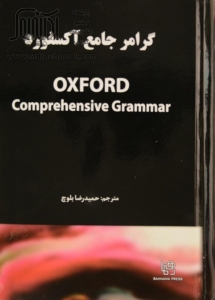 گرامر جامع آکسفورد
OXFORD
Comprehensive Grammar
مترجم: حمیدرضا بلوچ